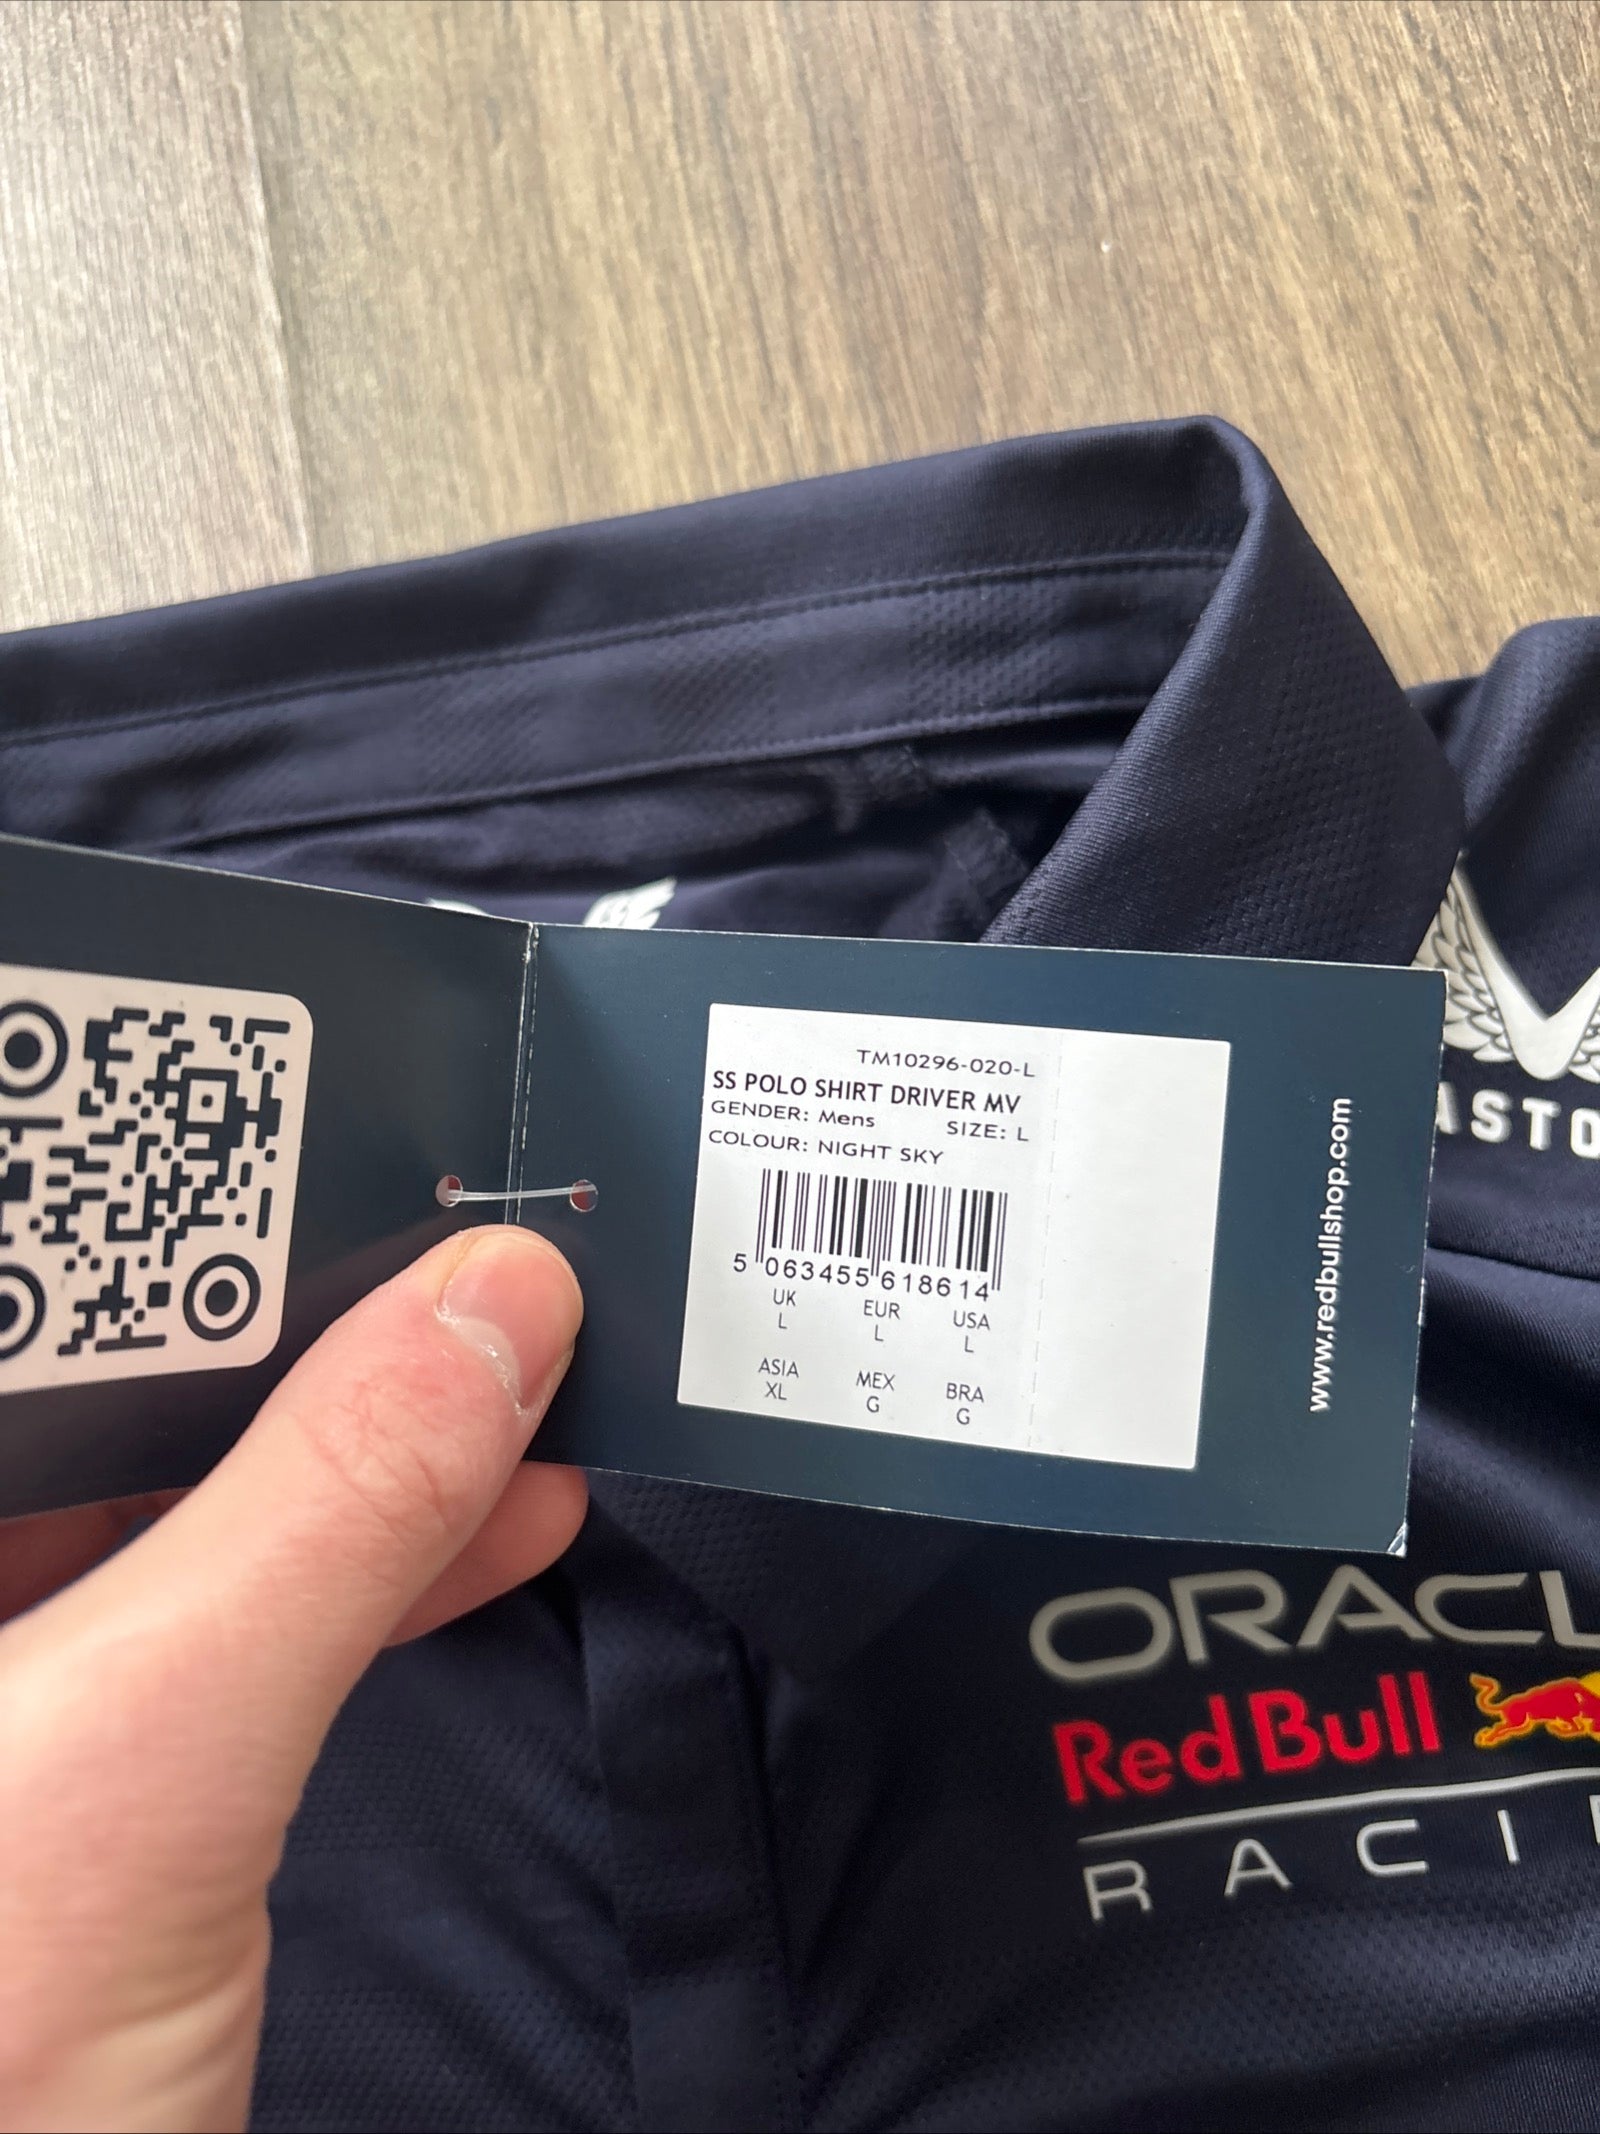 TM10296-020-L
SS POLO SHIRT DRIVER MV
GENDER: Mens SIZE: L
COLOUR: NIGHT SKY
5 063455 618614
UK EUR USA
L L L
ASIA MEX BRA
XL G G
www.redbullshop.com
ASTO
ORACL
Red Bull
RACI